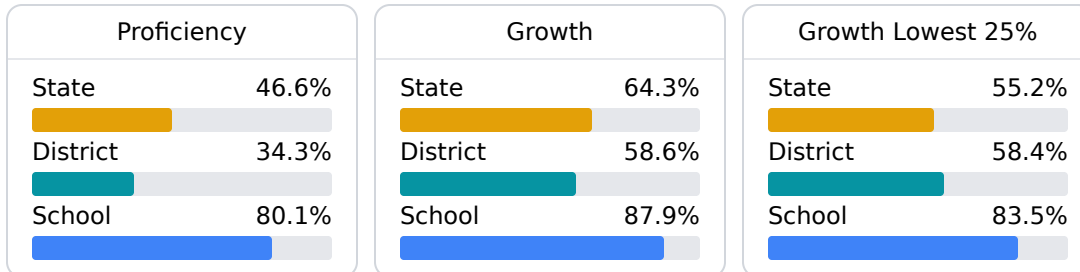 Proficiency
State 46.6%
District 34.3%
School 80.1%
Growth
State 64.3%
District 58.6%
School 87.9%
Growth Lowest 25%
State 55.2%
District 58.4%
School 83.5%